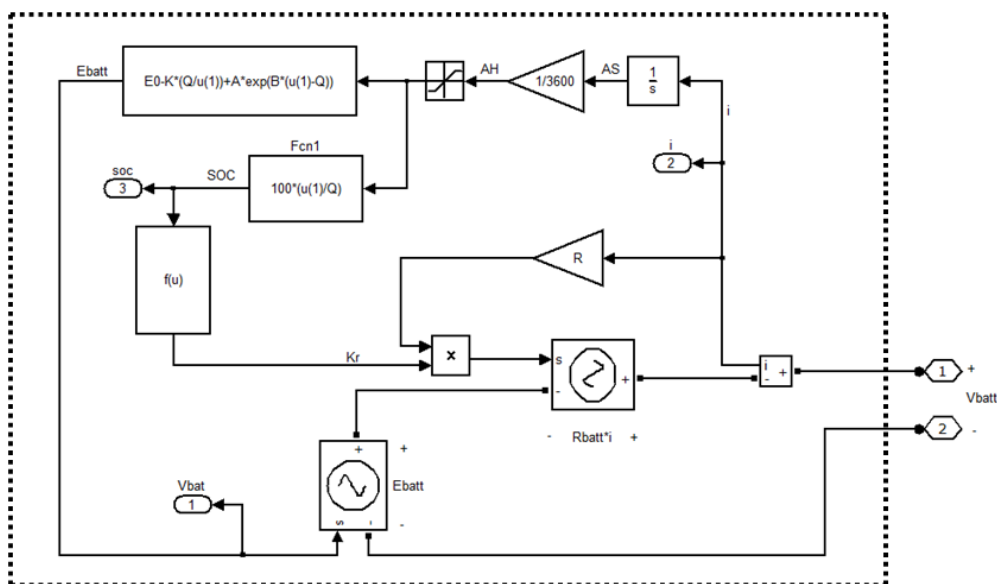 Ebatt
E0-K*(Q/u(1))+A*exp(B*(u(1)-Q))
AH
1/3600
AS
1
s
i
Fcn1
i
2
soc
3
SOC
100*(u(1)/Q)
f(u)
R
Kr
×
s
-
+
i
-
+
1
+
Vbatt
2
-
- Rbatt*i +
+
+
Ebatt
Vbat
1
s
-
-